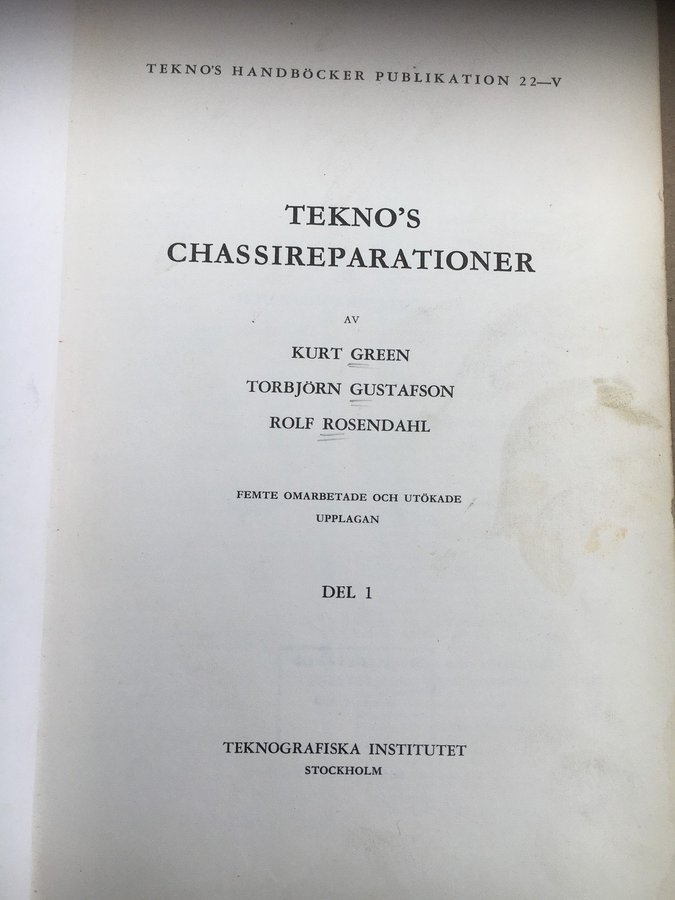 TEKNO'S HANDBÖCKER PUBLIKATION 22—V
TEKNO'S
CHASSIREPARATIONER
AV
KURT GREEN
TORBJÖRN GUSTAFSON
ROLF ROSENDAHL
FEMTE OMARBETADE OCH UTÖKADE
UPPLAGAN
DEL 1
TEKNOGRAFISKA INSTITUTET
STOCKHOLM